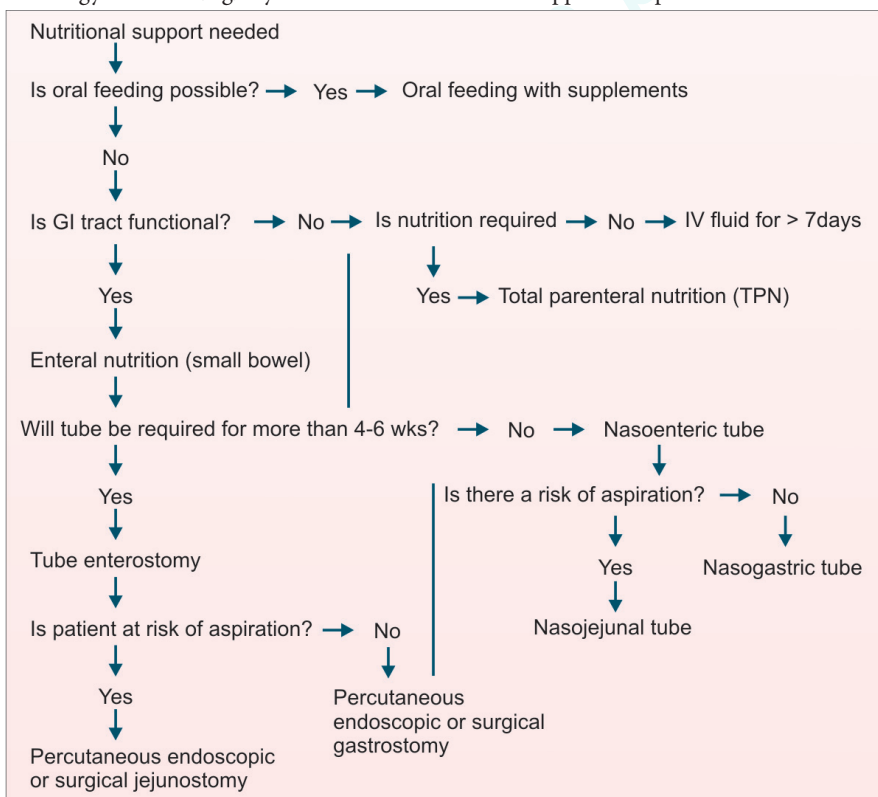 Nutritional support needed
Is oral feeding possible? Yes Oral feeding with supplements
No
Is GI tract functional? No Is nutrition required No IV fluid for > 7days
Yes Yes Total parenteral nutrition (TPN)
Enteral nutrition (small bowel)
Will tube be required for more than 4-6 wks? No Nasoenteric tube
Yes Is there a risk of aspiration? No
Tube enterostomy Yes Nasogastric tube
Is patient at risk of aspiration? No Nasojejunal tube
Yes Percutaneous
endoscopic or surgical
gastrostomy
Percutaneous endoscopic
or surgical jejunostomy